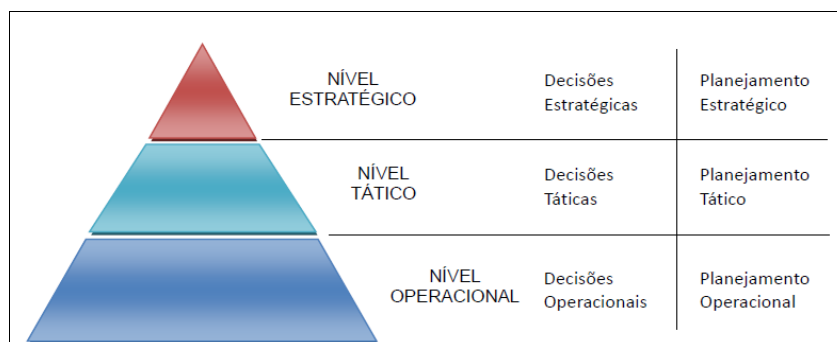 NÍVEL
ESTRATÉGICO
Decisões
Estratégicas
Planejamento
Estratégico
NÍVEL
TÁTICO
Decisões
Táticas
Planejamento
Tático
NÍVEL
OPERACIONAL
Decisões
Operacionais
Planejamento
Operacional